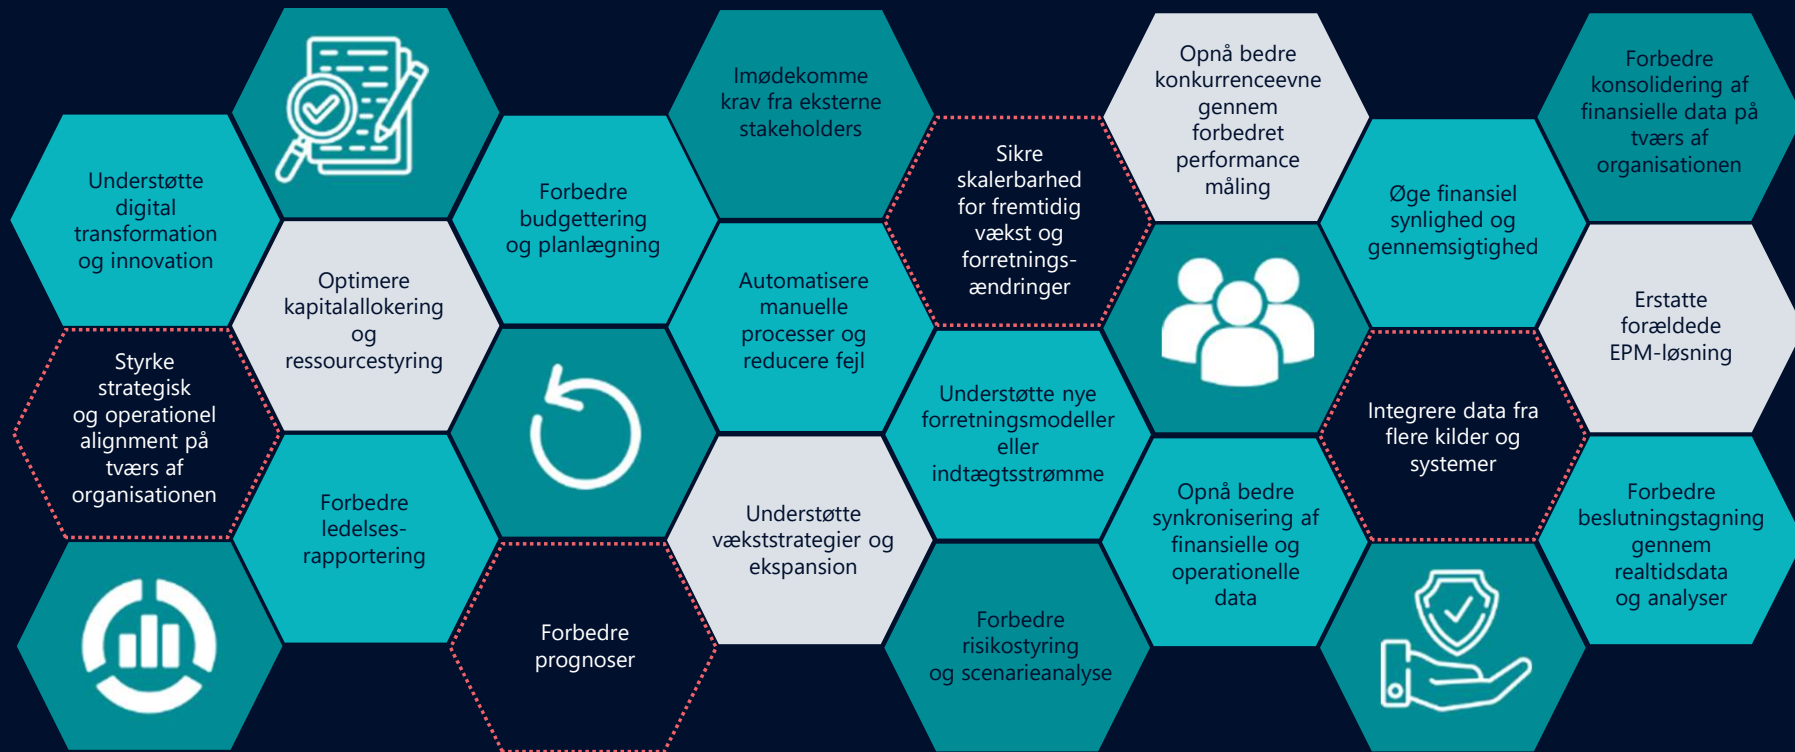 Understøtte
digital
transformation
og innovation
Styrke
strategisk
og operationel
alignment på
tværs af
organisationen
Optimere
kapitalallokering
og
ressourcestyring
Forbedre
ledelses-
rapportering
Forbedre
budgettering
og planlægning
Forbedre
prognoser
Imødekomme
krav fra eksterne
stakeholders
Automatisere
manuelle
processer og
reducere fejl
Understøtte
vækststrategier og
ekspansion
Sikre
skalerbarhed
for fremtidig
vækst og
forretnings-
ændringer
Understøtte nye
forretningsmodeller
eller
indtægtsstrømme
Forbedre
risikostyring
og scenarieanalyse
Opnå bedre
konkurrenceevne
gennem
forbedret
performance
måling
Opnå bedre
synkronisering af
finansielle og
operationelle
data
Øge finansiel
synlighed og
gennemsigtighed
Integrere data fra
flere kilder og
systemer
Forbedre
konsolidering af
finansielle data på
tværs af
organisationen
Erstatte
forældede
EPM-løsning
Forbedre
beslutningstagning
gennem
realtidsdata
og analyser